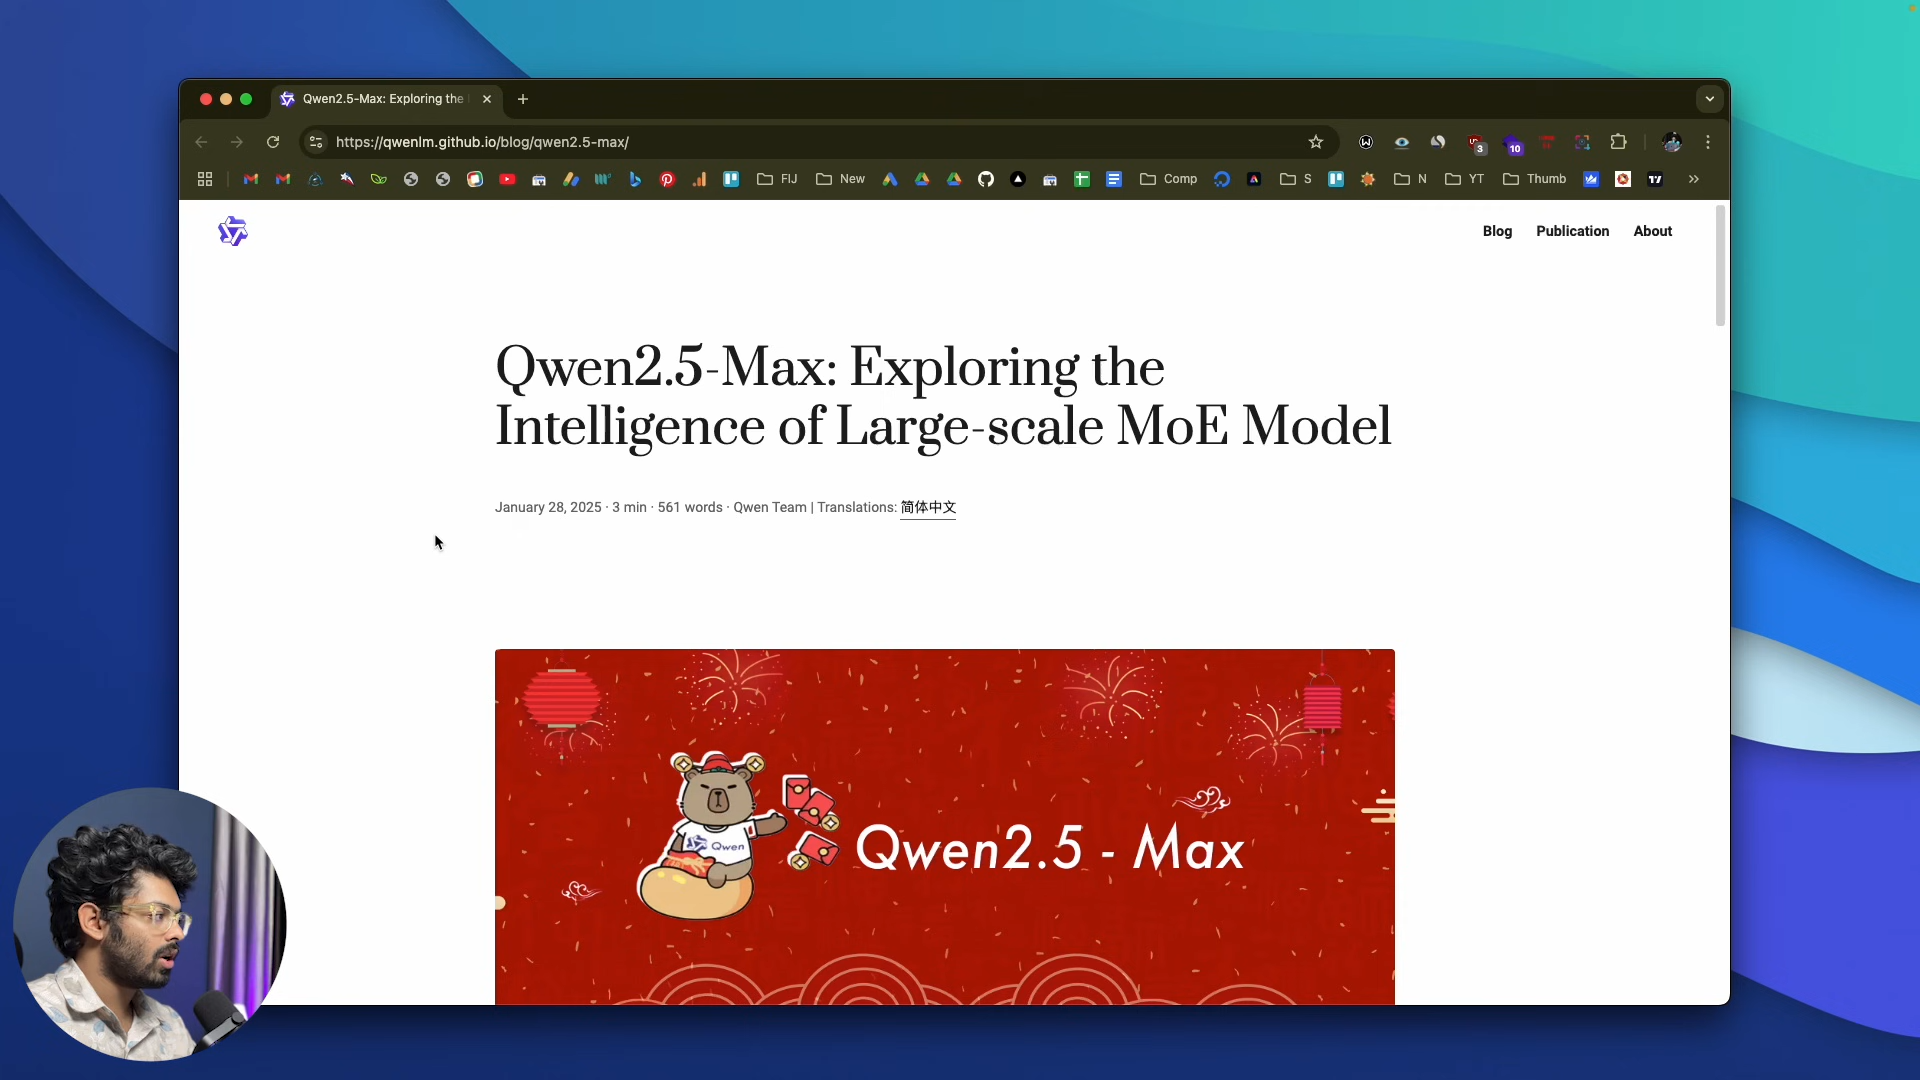 Qwen2.5-Max: Exploring the
https://qwenlm.github.io/blog/qwen2.5-max/
3
10
FIJ
New
Comp
S
N
YT
Thumb
Blog
Publication
About
Qwen2.5-Max: Exploring the
Intelligence of Large-scale MoE Model
January 28, 2025 · 3 min · 561 words · Qwen Team | Translations: 简体中文
Qwen
Qwen2.5 - Max